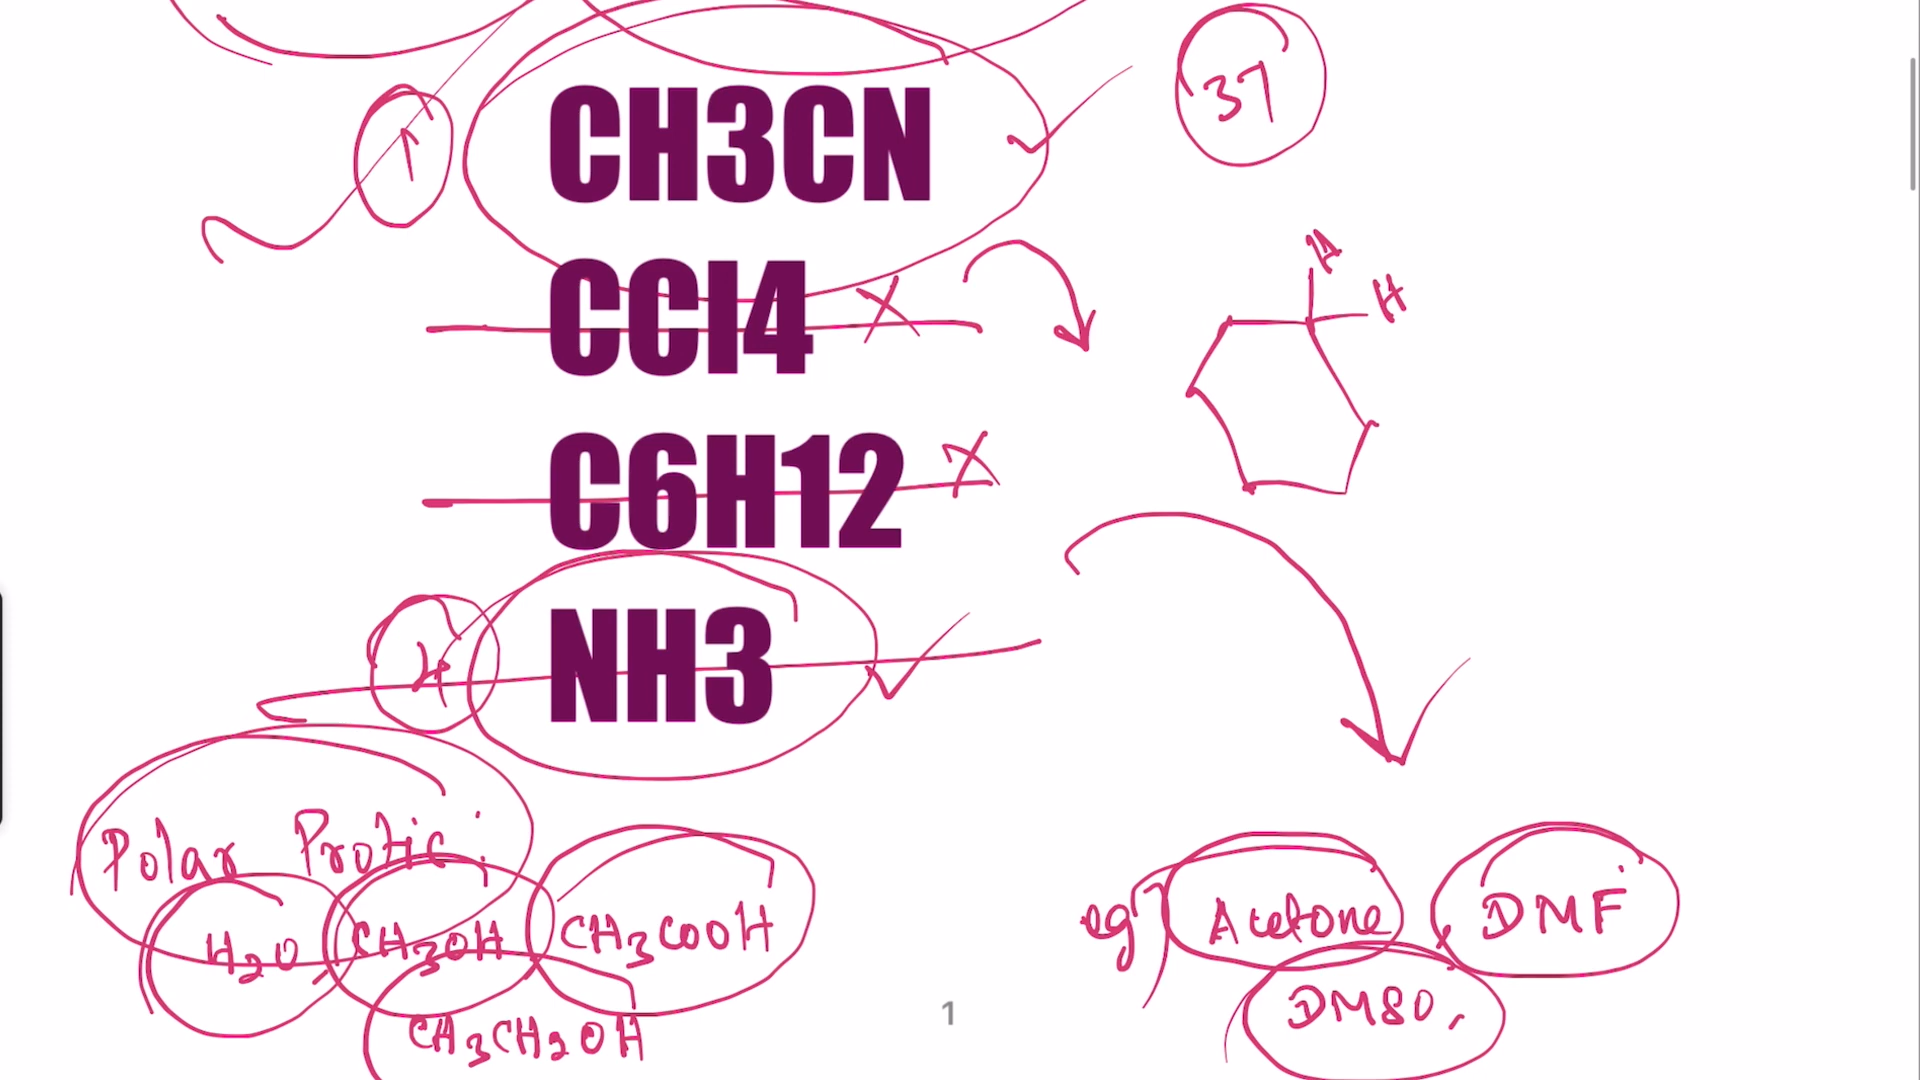 CH3CN
37
CCl4
H
H
C6H12
NH3
Polar Protic
H2O CH3OH CH3COOH
CH3CH2OH
eg Acetone DMF
DMSO,
1